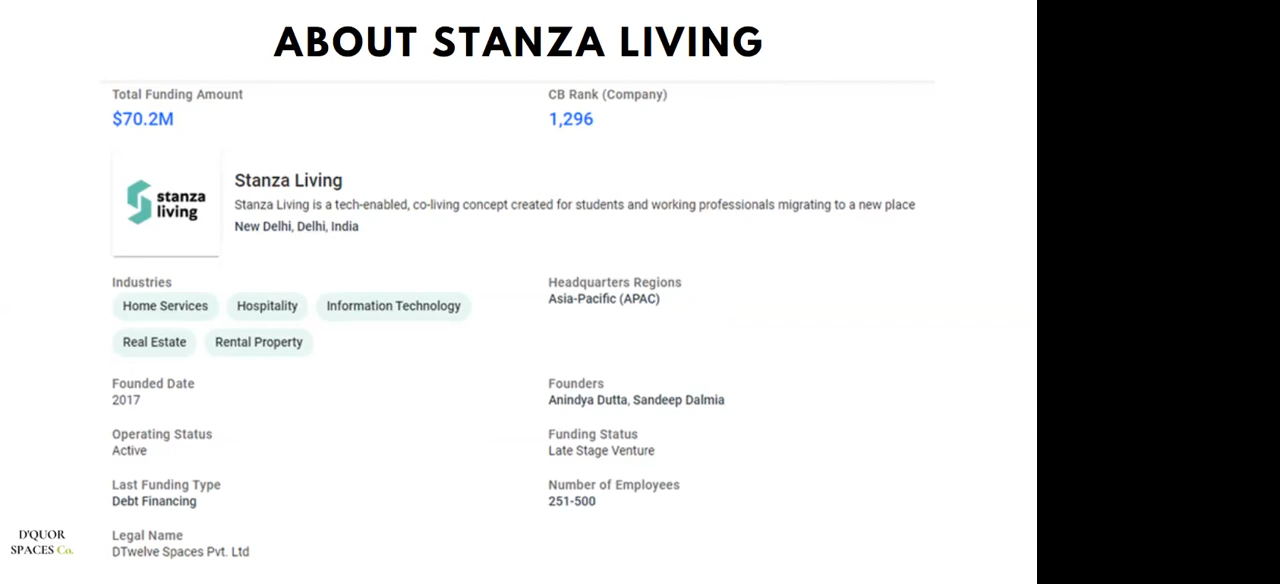 ABOUT STANZA LIVING
Total Funding Amount
$70.2M
CB Rank (Company)
1,296
stanza
living
Stanza Living
Stanza Living is a tech-enabled, co-living concept created for students and working professionals migrating to a new place
New Delhi, Delhi, India
Industries
Home Services
Hospitality
Information Technology
Real Estate
Rental Property
Headquarters Regions
Asia-Pacific (APAC)
Founded Date
2017
Founders
Anindya Dutta, Sandeep Dalmia
Operating Status
Active
Funding Status
Late Stage Venture
Last Funding Type
Debt Financing
Number of Employees
251-500
Legal Name
DTwelve Spaces Pvt. Ltd
D'QUOR
SPACES Co.